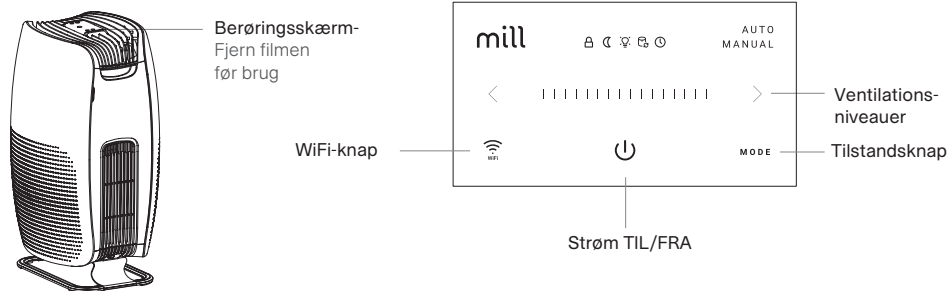 Berøringsskærm-
Fjern filmen
før brug
mill
AUTO
MANUAL
Ventilations-
niveauer
WiFi-knap
WiFi
MODE
Tilstandsknap
Strøm TIL/FRA